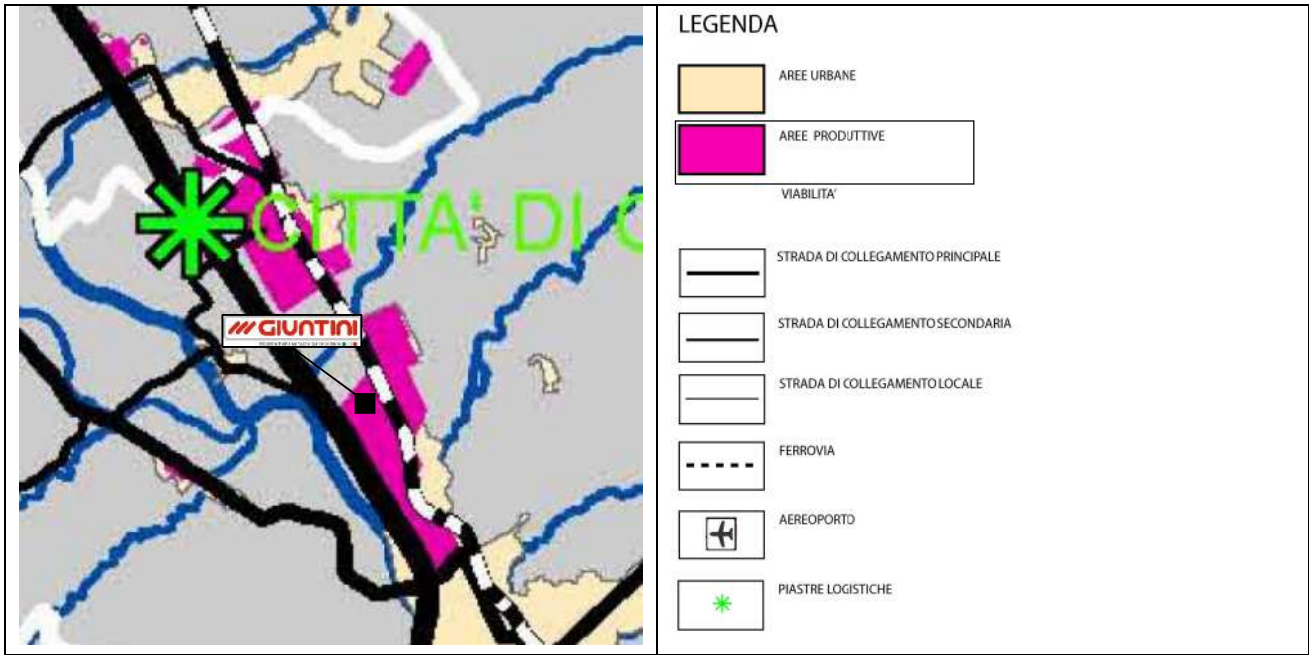 CITTA' DI C
GIUNTINI
LEGENDA
AREE URBANE
AREE PRODUTTIVE
VIABILITA'
STRADA DI COLLEGAMENTO PRINCIPALE
STRADA DI COLLEGAMENTO SECONDARIA
STRADA DI COLLEGAMENTO LOCALE
FERROVIA
AEREOPORTO
PIASTRE LOGISTICHE